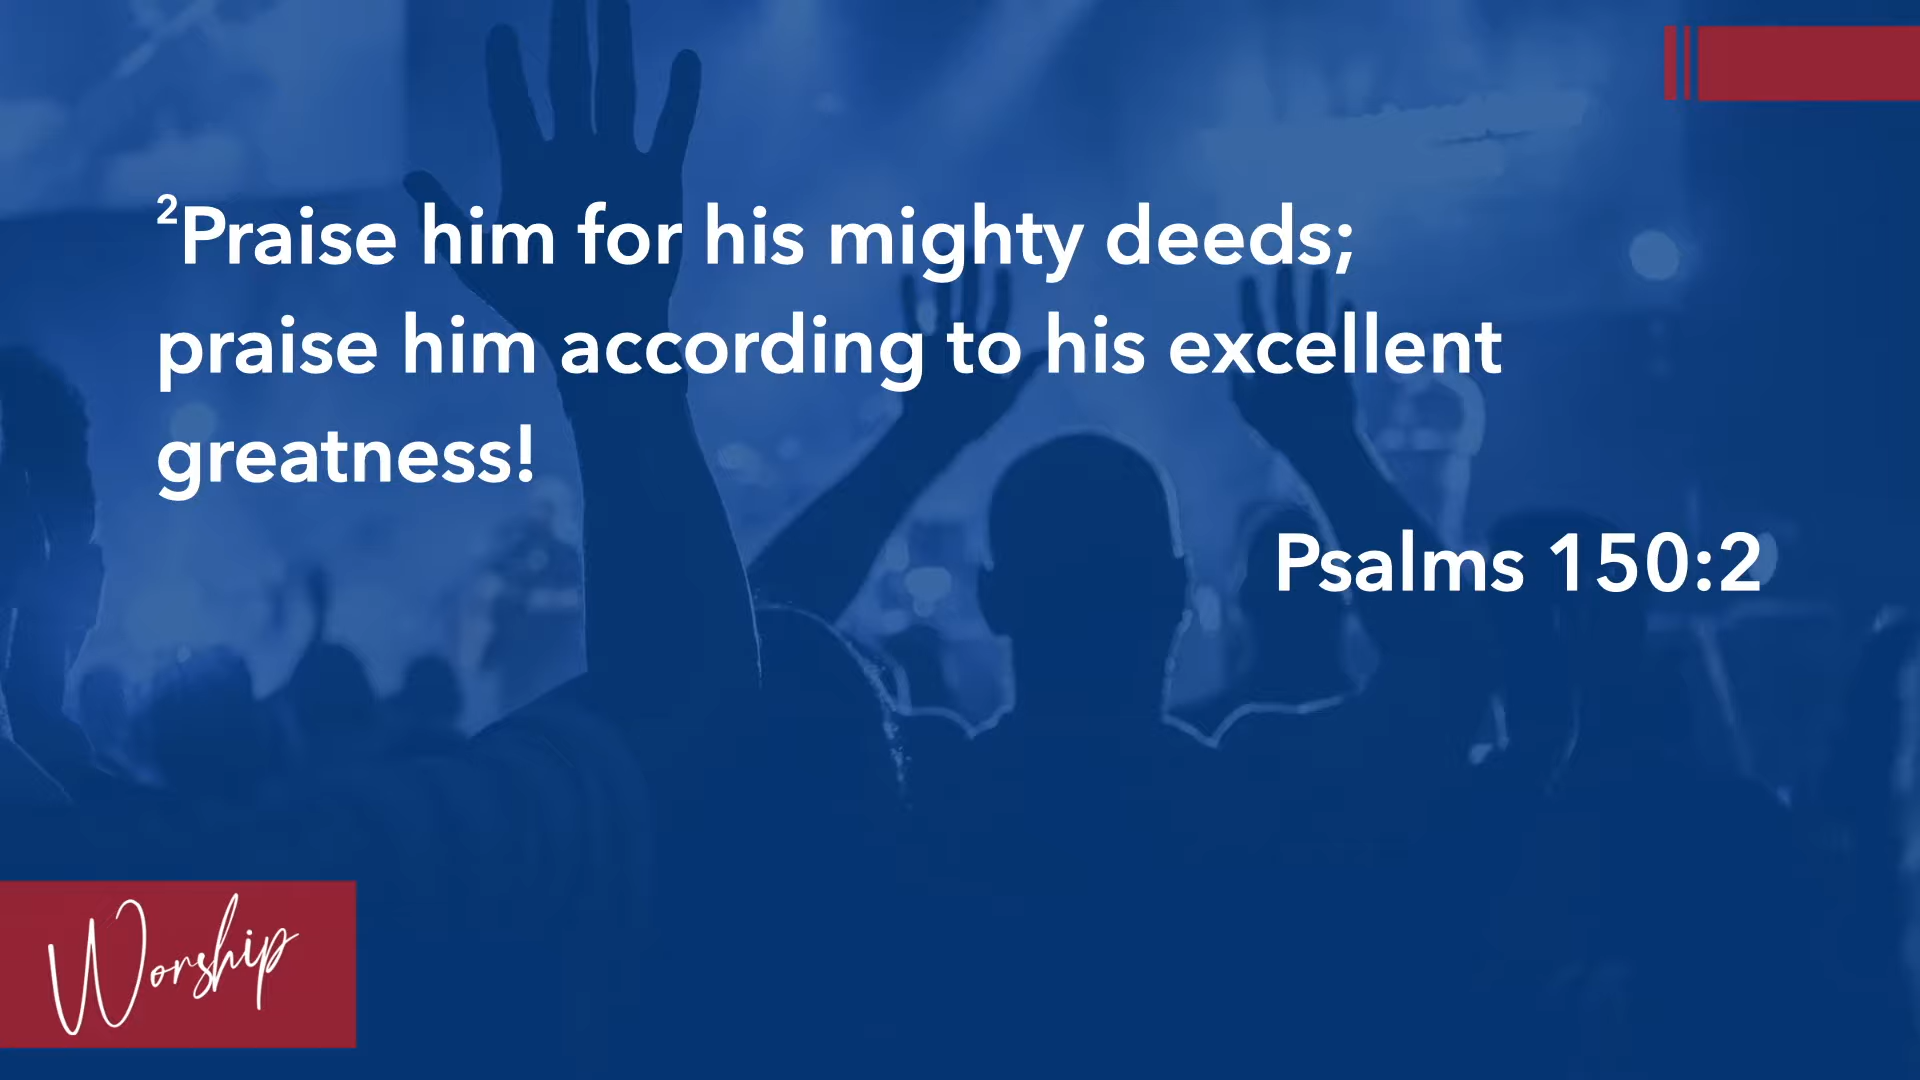 ²Praise him for his mighty deeds;
praise him according to his excellent
greatness!
Psalms 150:2
Worship